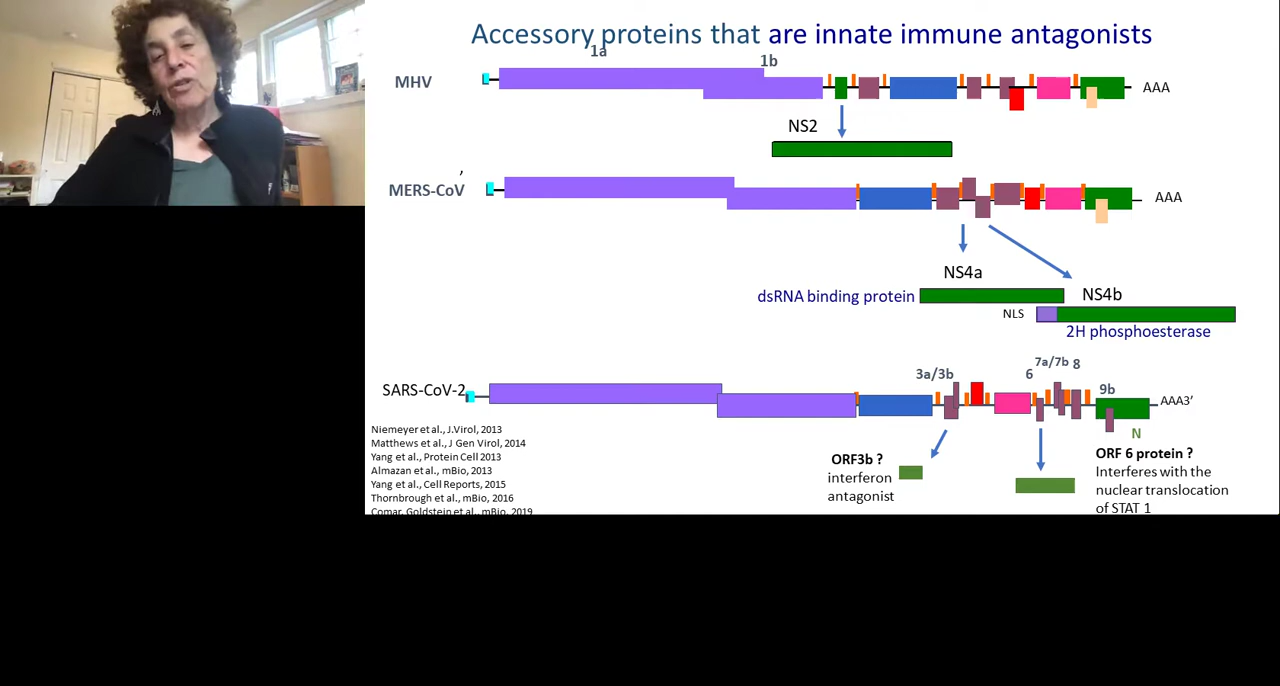 Accessory proteins that are innate immune antagonists
1a
1b
MHV
AAA
NS2
,
MERS-CoV
AAA
NS4a
dsRNA binding protein
NS4b
NLS
2H phosphoesterase
3a/3b
6
7a/7b 8
9b
SARS-CoV-2
AAA3’
N
Niemeyer et al., J.Virol, 2013
Matthews et al., J Gen Virol, 2014
Yang et al., Protein Cell 2013
Almazan et al., mBio, 2013
Yang et al., Cell Reports, 2015
Thornbrough et al., mBio, 2016
Comar, Goldstein et al., mBio, 2019
ORF3b ?
interferon
antagonist
ORF 6 protein ?
Interferes with the
nuclear translocation
of STAT 1